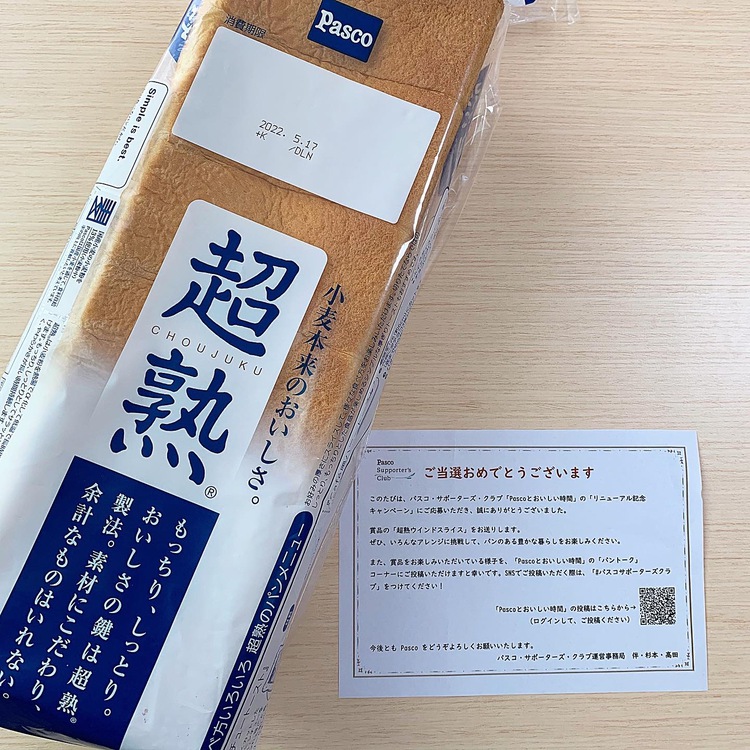 Pasco
消費期限
2022. 5.17
+K /DLN
Simple is best.
超熟
CHOUJUKU
®
小麦本来のおいしさ。
もっちり、しっとり。
おいしさの鍵は超熟®
製法。素材にこだわり、
余計なものはいれない。
超熟のパンメニュー
Pasco
Supporter's
Club
ご当選おめでとうございます
このたびは、パスコ・サポーターズ・クラブ「Pascoとおいしい時間」の「リニューアル記念
キャンペーン」にご応募いただき、誠にありがとうございました。
賞品の「超熟ウインドスライス」をお送りします。
ぜひ、いろんなアレンジに挑戦して、パンのある豊かな暮らしをお楽しみください。
また、賞品をお楽しみいただいている様子を、「Pascoとおいしい時間」の「パントーク」
コーナーにご投稿いただけますと幸いです。SNSでご投稿いただく際は、「#パスコサポーターズクラ
ブ」をつけてください!
「Pascoとおいしい時間」の投稿はこちらから→
(ログインして、ご投稿ください)
今後とも Pasco をどうぞよろしくお願いいたします。
パスコ・サポーターズ・クラブ運営事務局 伴・杉本・高田